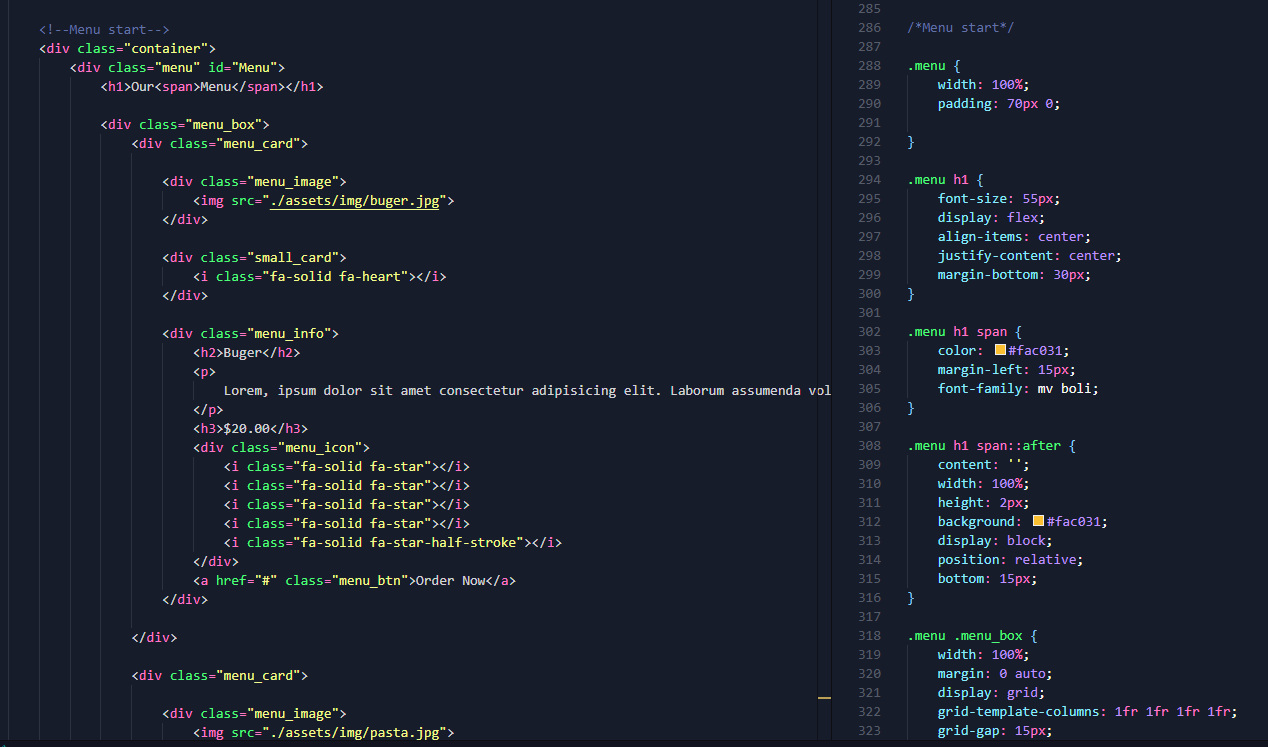 <!--Menu start-->
<div class="container">
<div class="menu" id="Menu">
<h1>Our<span>Menu</span></h1>
<div class="menu_box">
<div class="menu_card">
<div class="menu_image">
<img src="./assets/img/buger.jpg">
</div>
<div class="small_card">
<i class="fa-solid fa-heart"></i>
</div>
<div class="menu_info">
<h2>Buger</h2>
<p>
Lorem, ipsum dolor sit amet consectetur adipisicing elit. Laborum assumenda vol
</p>
<h3>$20.00</h3>
<div class="menu_icon">
<i class="fa-solid fa-star"></i>
<i class="fa-solid fa-star"></i>
<i class="fa-solid fa-star"></i>
<i class="fa-solid fa-star"></i>
<i class="fa-solid fa-star-half-stroke"></i>
</div>
<a href="#" class="menu_btn">Order Now</a>
</div>
</div>
<div class="menu_card">
<div class="menu_image">
<img src="./assets/img/pasta.jpg">
285
286 /*Menu start*/
287
288 .menu {
289 width: 100%;
290 padding: 70px 0;
291
292 }
293
294 .menu h1 {
295 font-size: 55px;
296 display: flex;
297 align-items: center;
298 justify-content: center;
299 margin-bottom: 30px;
300 }
301
302 .menu h1 span {
303 color: #fac031;
304 margin-left: 15px;
305 font-family: mv boli;
306 }
307
308 .menu h1 span::after {
309 content: '';
310 width: 100%;
311 height: 2px;
312 background: #fac031;
313 display: block;
314 position: relative;
315 bottom: 15px;
316 }
317
318 .menu .menu_box {
319 width: 100%;
320 margin: 0 auto;
321 display: grid;
322 grid-template-columns: 1fr 1fr 1fr 1fr;
323 grid-gap: 15px;